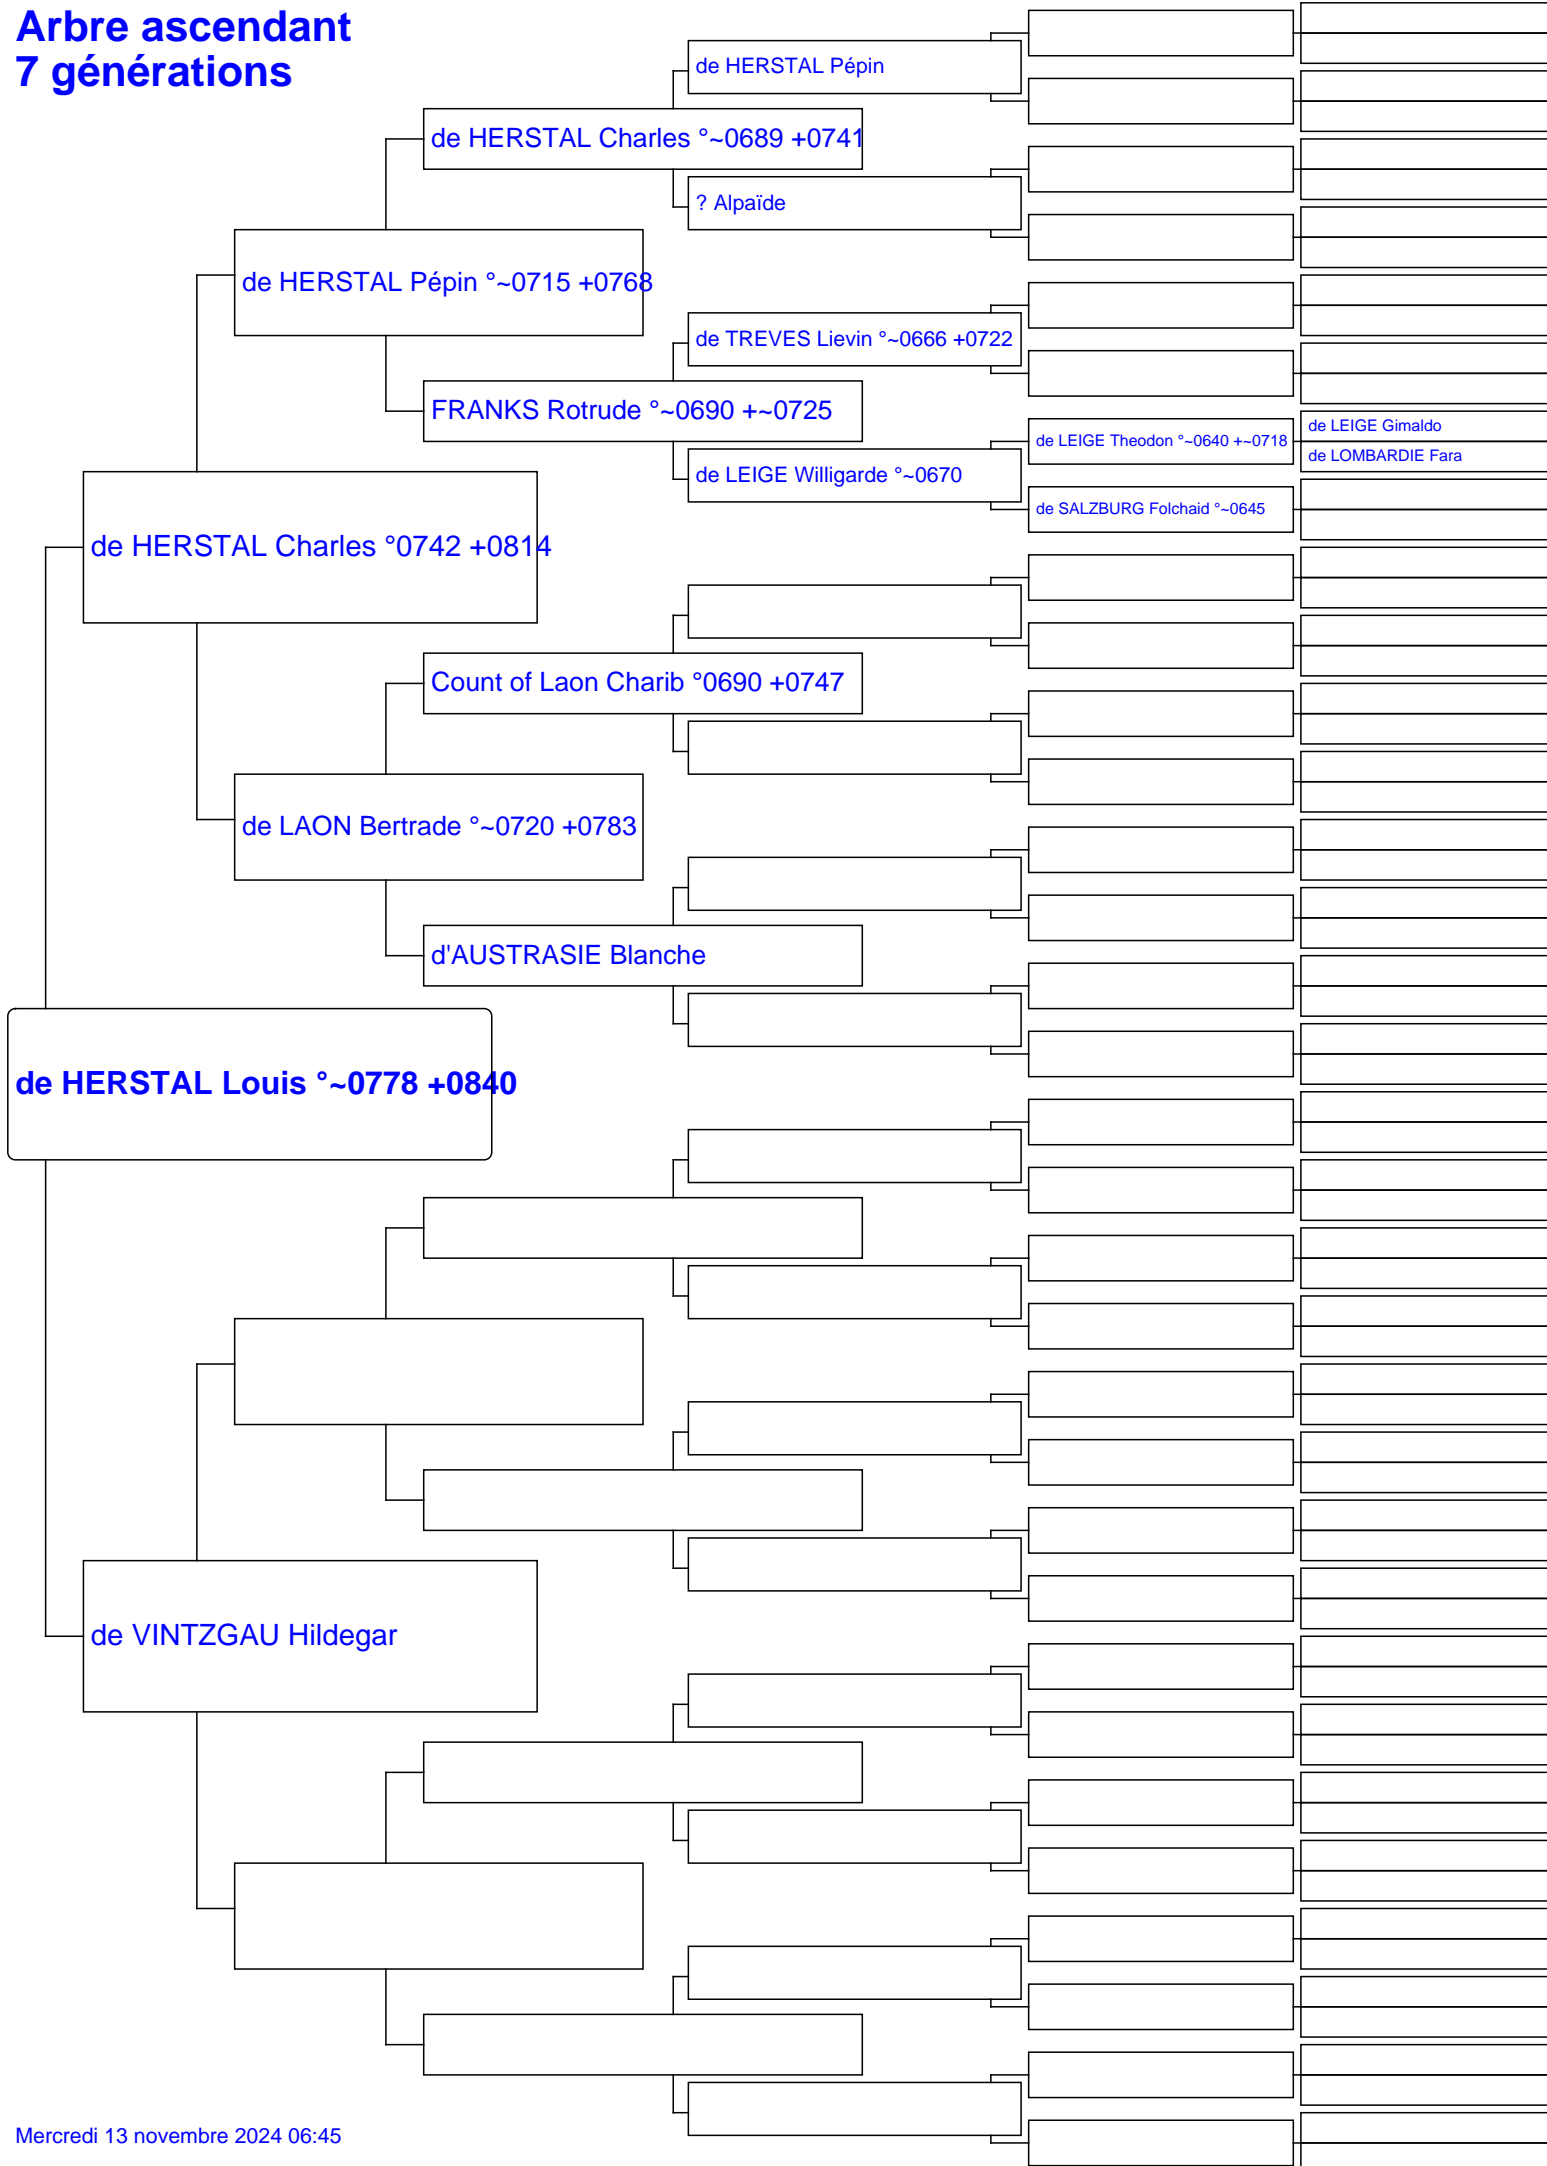 Arbre ascendant
7 générations
de HERSTAL Pépin
de HERSTAL Charles °~0689 +0741
? Alpaïde
de HERSTAL Pépin °~0715 +0768
de TREVES Lievin °~0666 +0722
FRANKS Rotrude °~0690 +~0725
de LEIGE Gimaldo
de LEIGE Theodon °~0640 +~0718
de LOMBARDIE Fara
de LEIGE Willigarde °~0670
de SALZBURG Folchaid °~0645
de HERSTAL Charles °0742 +0814
Count of Laon Charib °0690 +0747
de LAON Bertrade °~0720 +0783
d'AUSTRASIE Blanche
de HERSTAL Louis °~0778 +0840
de VINTZGAU Hildegar
Mercredi 13 novembre 2024 06:45